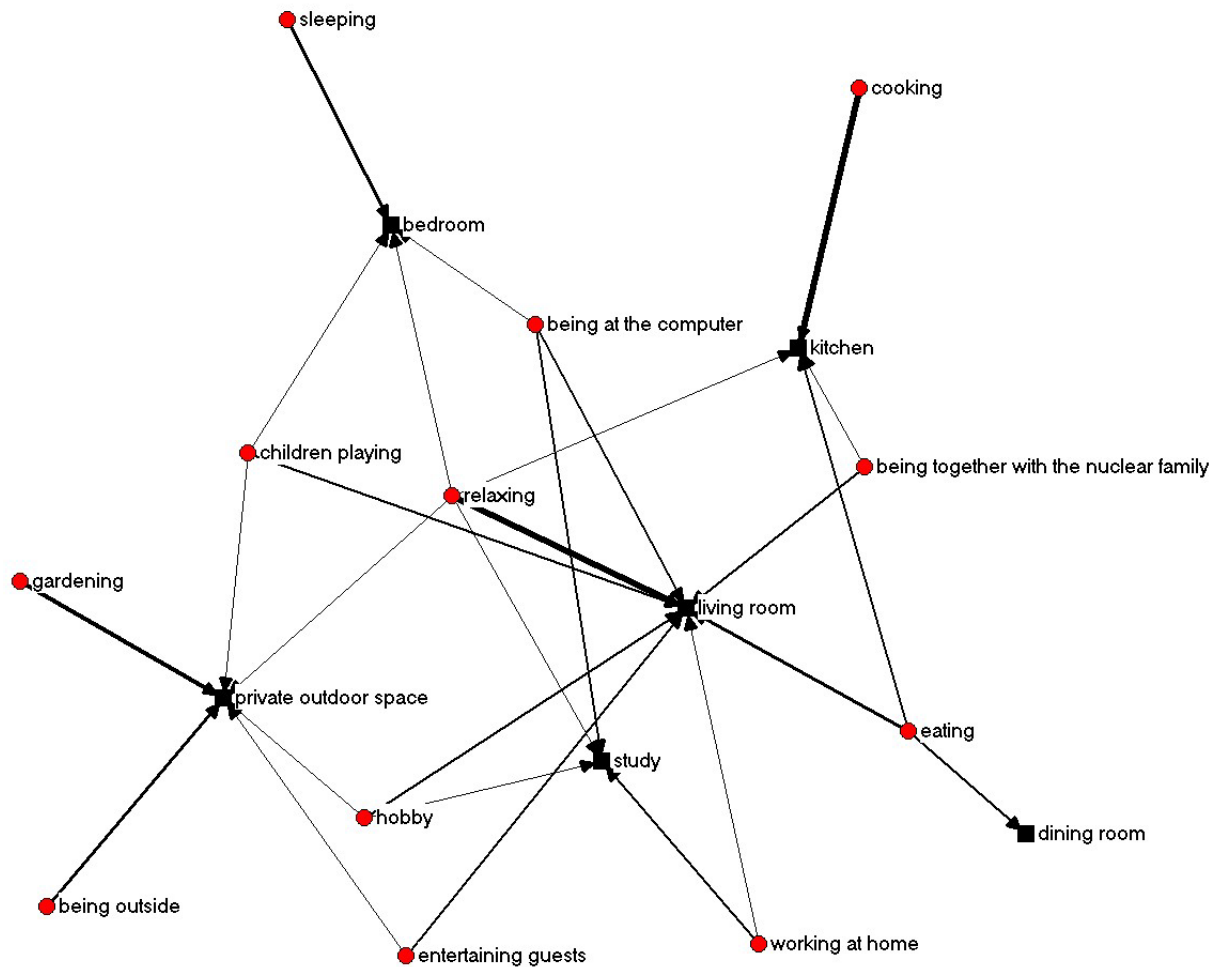 sleeping
cooking
bedroom
being at the computer
kitchen
children playing
being together with the nuclear family
relaxing
gardening
living room
private outdoor space
eating
study
hobby
dining room
being outside
working at home
entertaining guests